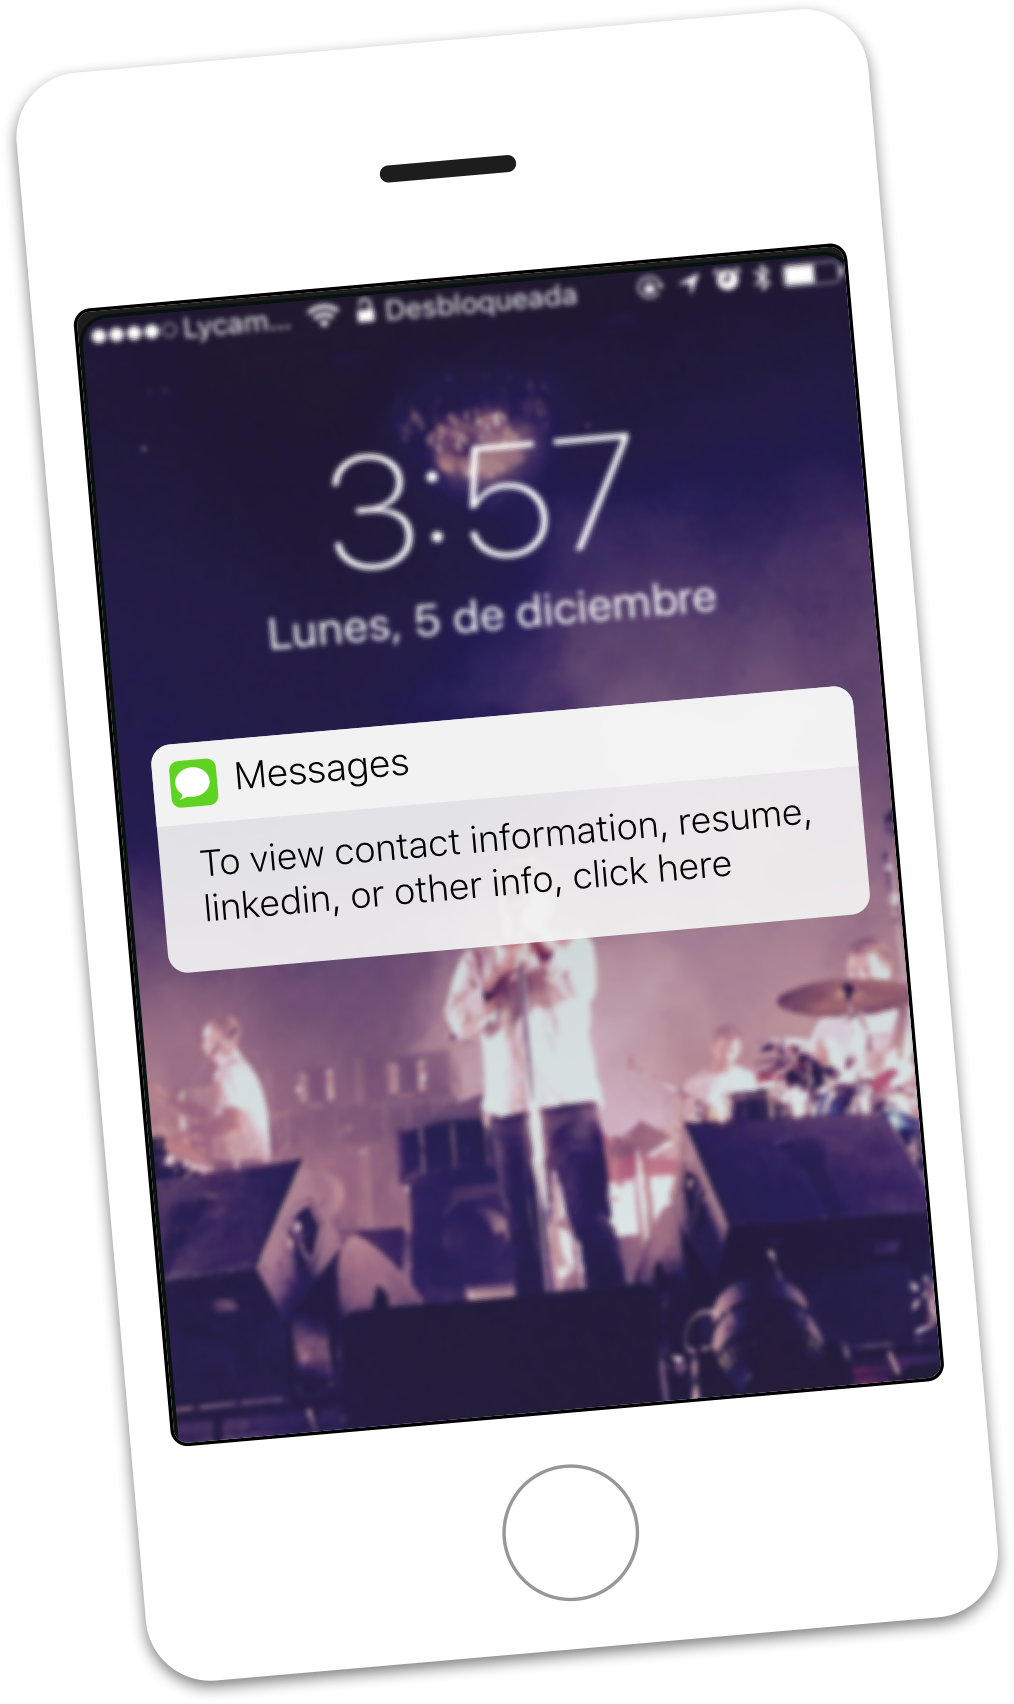 Lycam... Desbloqueada
3:57
Lunes, 5 de diciembre
Messages
To view contact information, resume,
linkedin, or other info, click here